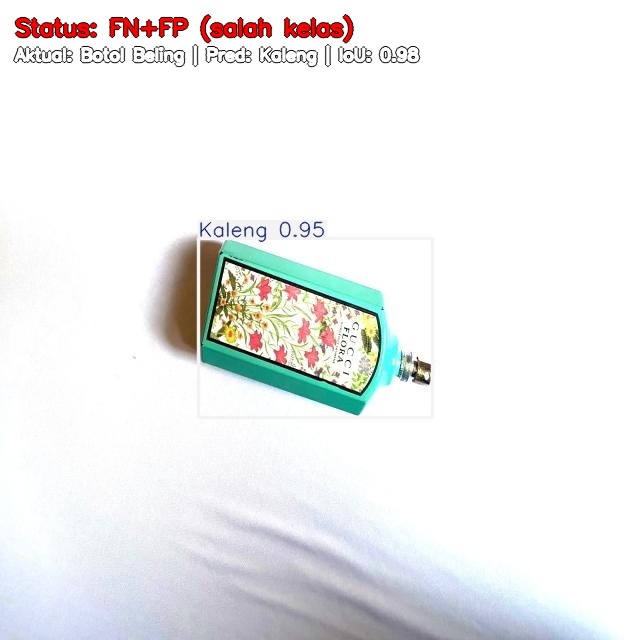 Status: FN+FP (salah kelas)
Aktual: Botol Beling | Pred: Kaleng | IoU: 0.98
Kaleng 0.95
GUCCI
FLORA